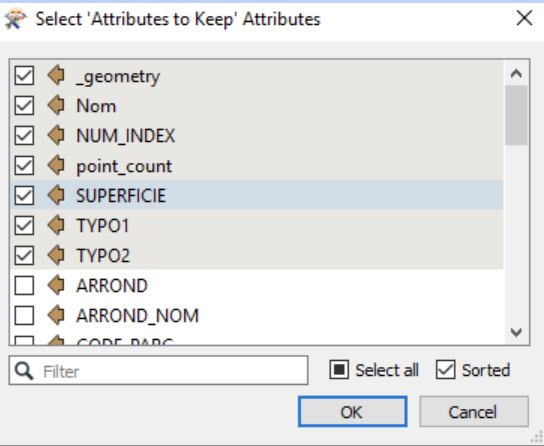 Select 'Attributes to Keep' Attributes
_geometry
Nom
NUM_INDEX
point_count
SUPERFICIE
TYPO1
TYPO2
ARROND
ARROND_NOM
CODE_PARC
Filter
Select all
Sorted
OK
Cancel